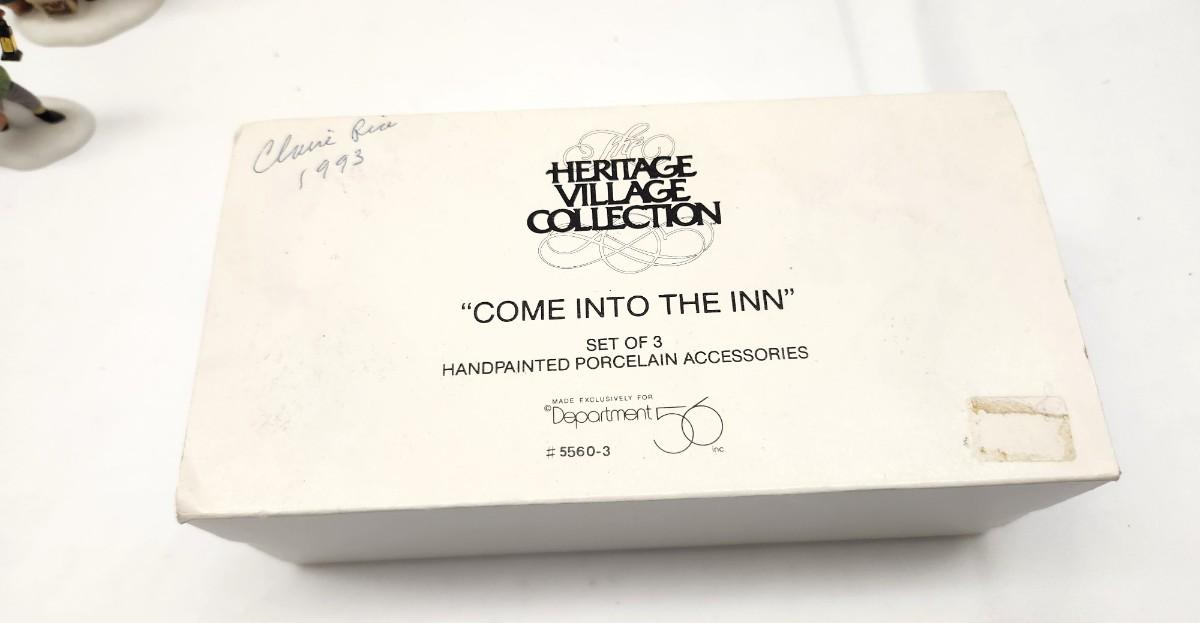 Claire Rice
1993
The
HERITAGE
VILLAGE
COLLECTION
“COME INTO THE INN”
SET OF 3
HANDPAINTED PORCELAIN ACCESSORIES
MADE EXCLUSIVELY FOR
©Department 56 inc.
#5560-3